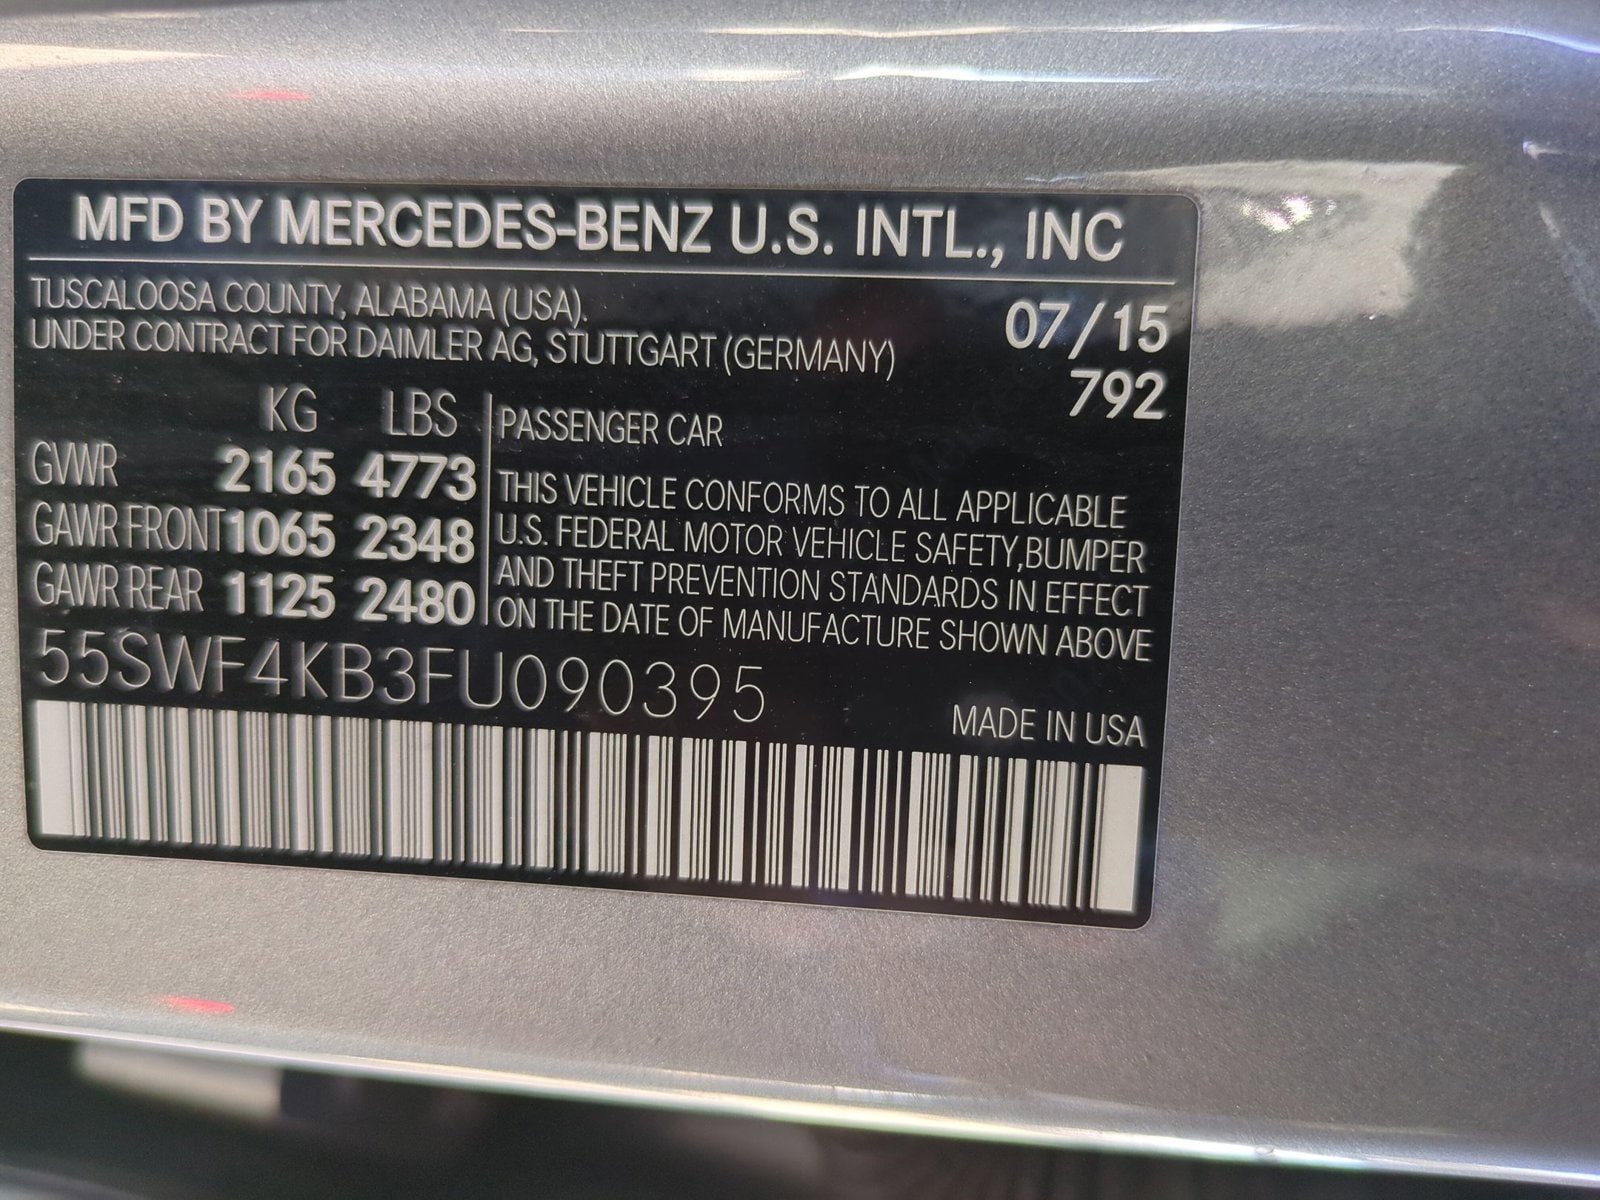 MFD BY MERCEDES-BENZ U.S. INTL., INC
TUSCALOOSA COUNTY, ALABAMA (USA).
UNDER CONTRACT FOR DAIMLER AG, STUTTGART (GERMANY)
07/15
792
KG LBS
GVWR 2165 4773
GAWR FRONT 1065 2348
GAWR REAR 1125 2480
PASSENGER CAR
THIS VEHICLE CONFORMS TO ALL APPLICABLE
U.S. FEDERAL MOTOR VEHICLE SAFETY, BUMPER
AND THEFT PREVENTION STANDARDS IN EFFECT
ON THE DATE OF MANUFACTURE SHOWN ABOVE
55SWF4KB3FU090395
MADE IN USA